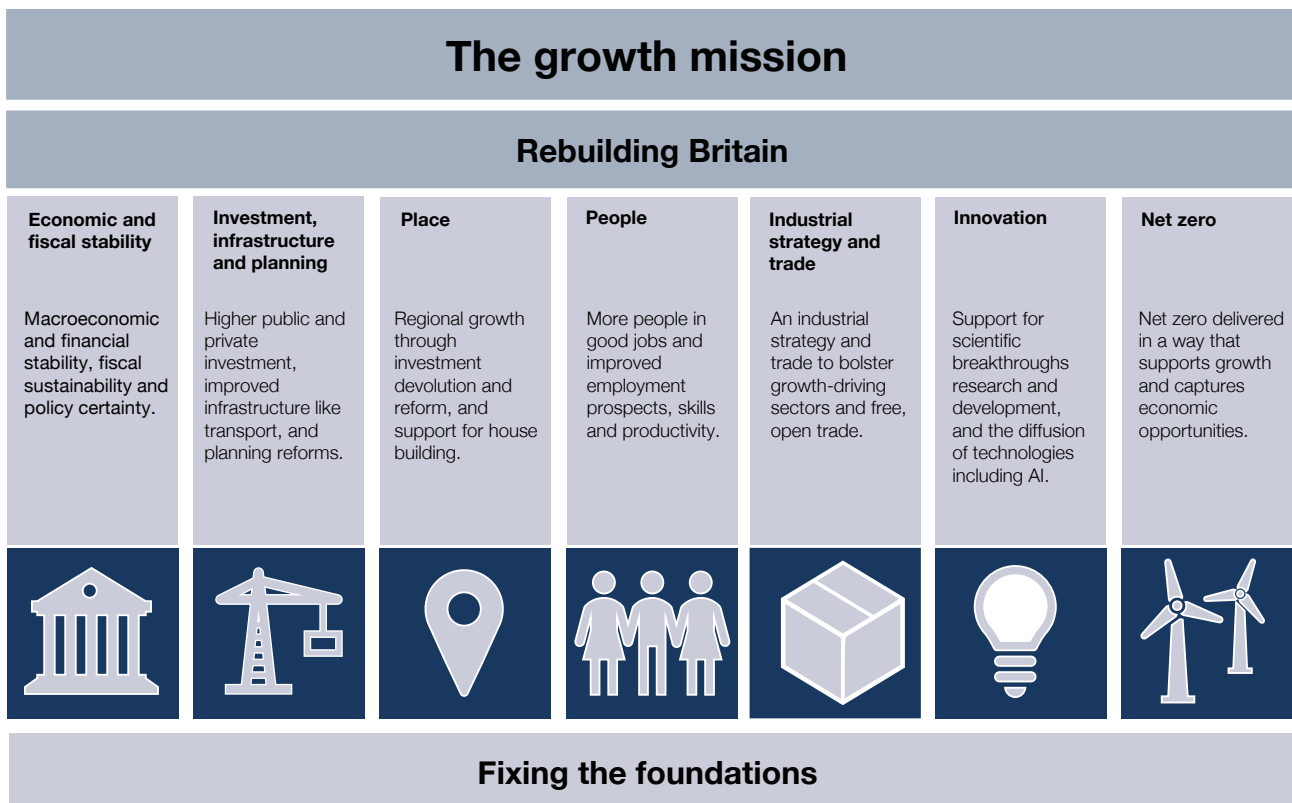 The growth mission
Rebuilding Britain
Economic and
fiscal stability
Macroeconomic
and financial
stability, fiscal
sustainability and
policy certainty.
Investment,
infrastructure
and planning
Higher public and
private
investment,
improved
infrastructure like
transport, and
planning reforms.
Place
Regional growth
through
investment
devolution and
reform, and
support for house
building.
People
More people in
good jobs and
improved
employment
prospects, skills
and productivity.
Industrial
strategy and
trade
An industrial
strategy and
trade to bolster
growth-driving
sectors and free,
open trade.
Innovation
Support for
scientific
breakthroughs
research and
development,
and the diffusion
of technologies
including AI.
Net zero
Net zero delivered
in a way that
supports growth
and captures
economic
opportunities.
Fixing the foundations